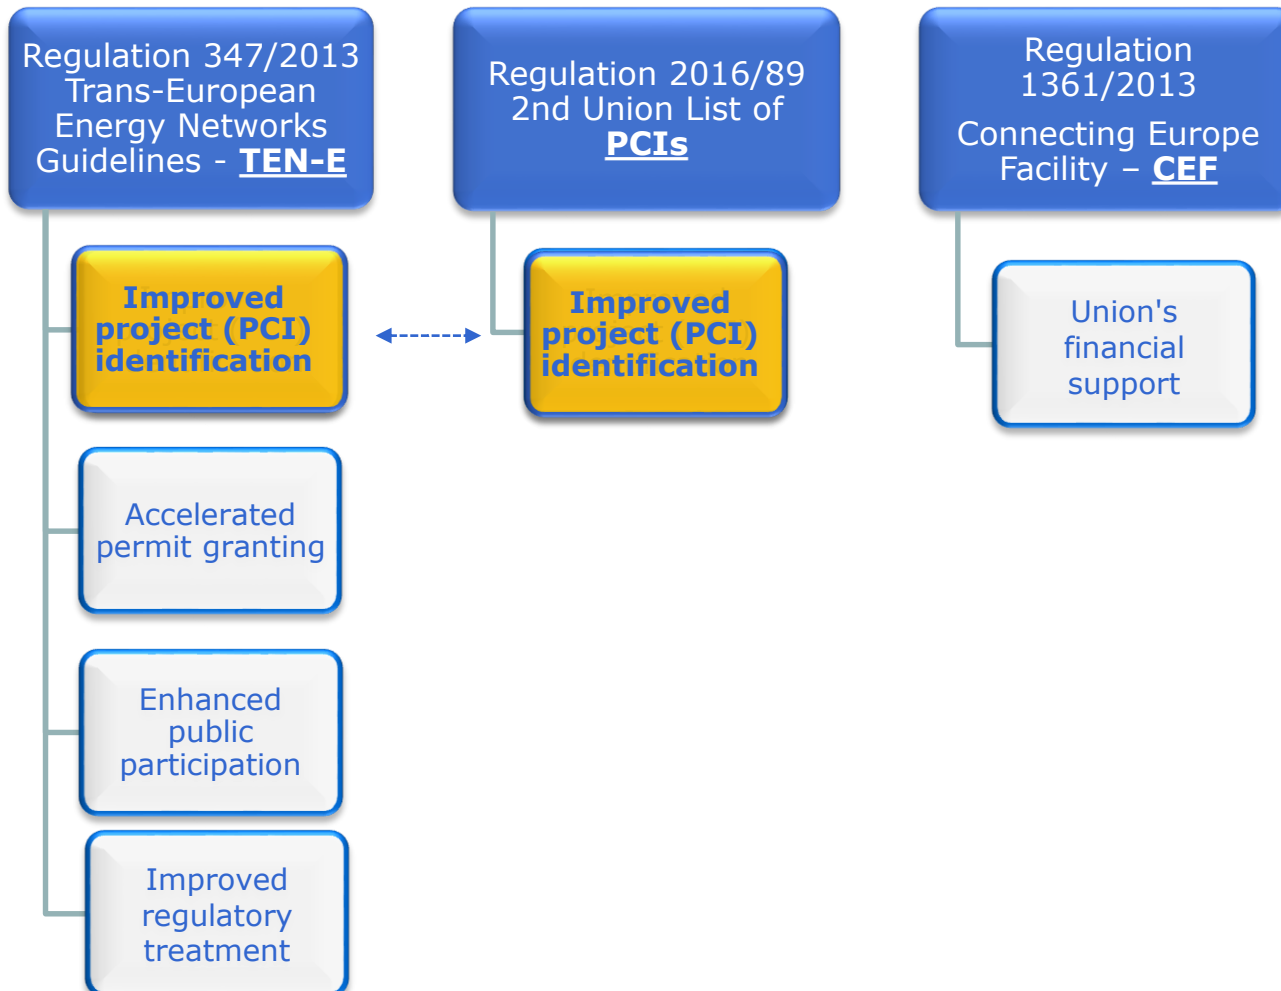 Regulation 347/2013
Trans-European
Energy Networks
Guidelines - TEN-E
Regulation 2016/89
2nd Union List of
PCIs
Regulation
1361/2013
Connecting Europe
Facility – CEF
Improved
project (PCI)
identification
Improved
project (PCI)
identification
Union's
financial
support
Accelerated
permit granting
Enhanced
public
participation
Improved
regulatory
treatment